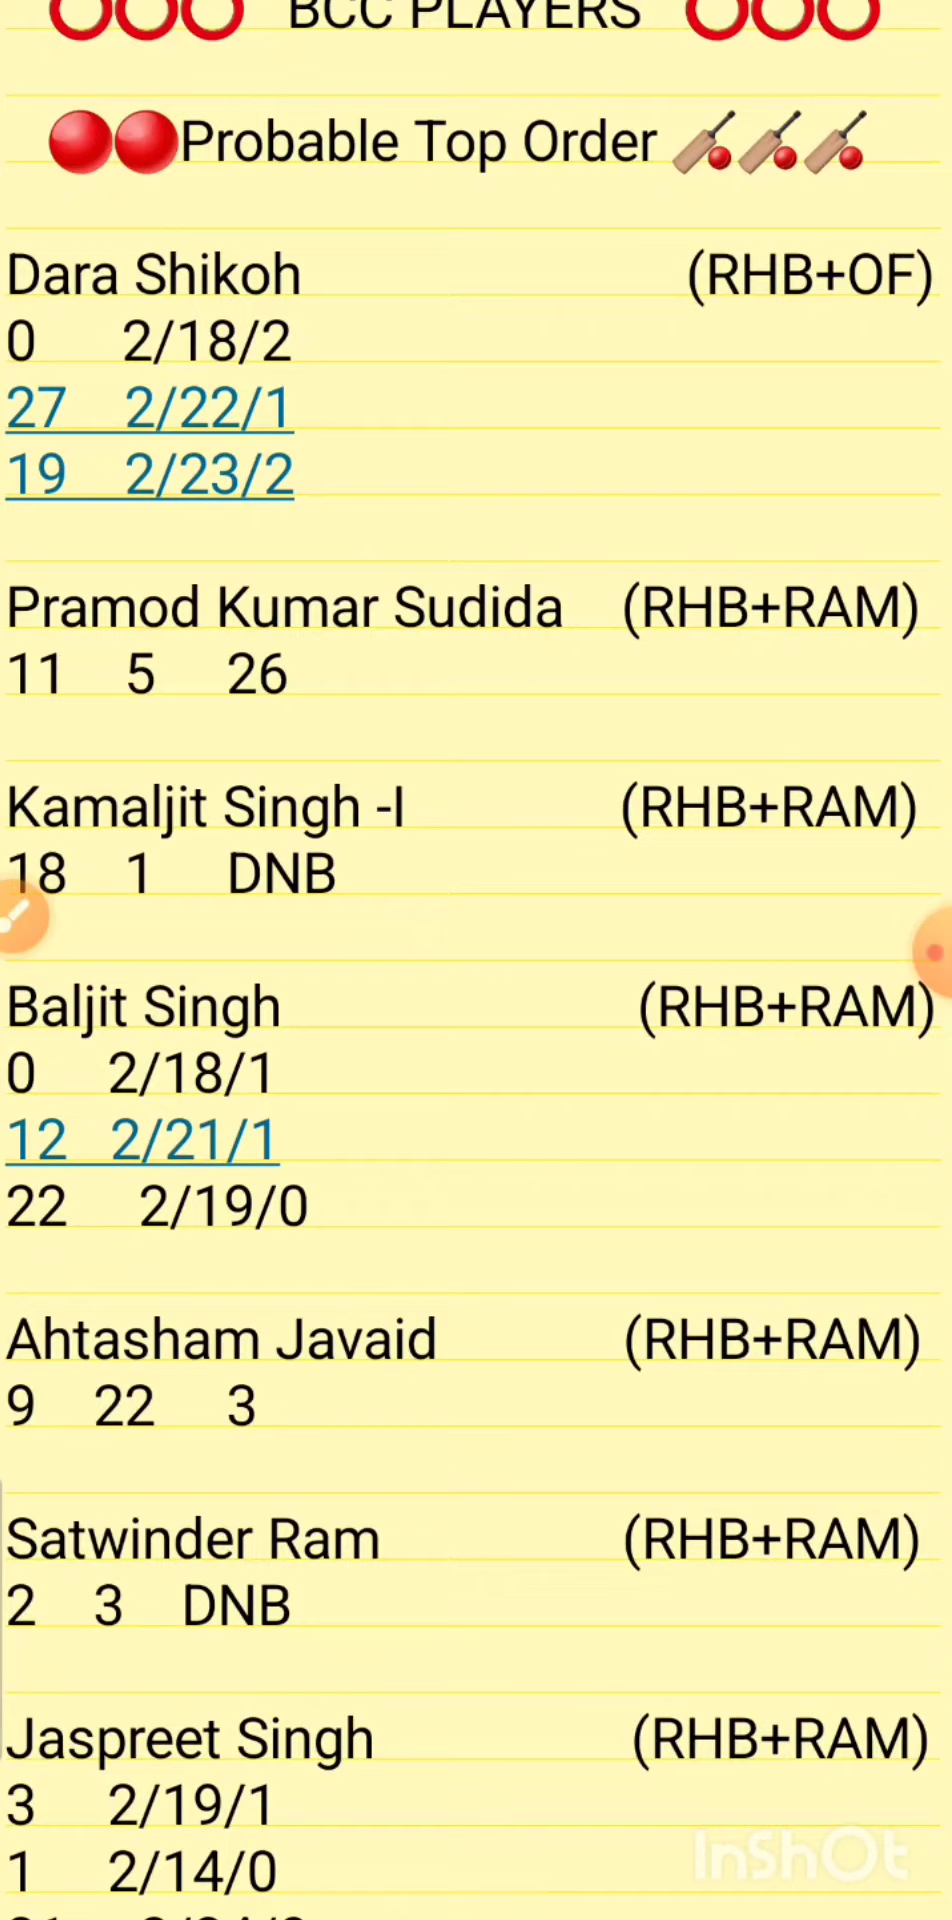 BCC PLAYERS
Probable Top Order
Dara Shikoh (RHB+OF)
0 2/18/2
27 2/22/1
19 2/23/2
Pramod Kumar Sudida (RHB+RAM)
11 5 26
Kamaljit Singh -I (RHB+RAM)
18 1 DNB
Baljit Singh (RHB+RAM)
0 2/18/1
12 2/21/1
22 2/19/0
Ahtasham Javaid (RHB+RAM)
9 22 3
Satwinder Ram (RHB+RAM)
2 3 DNB
Jaspreet Singh (RHB+RAM)
3 2/19/1
1 2/14/0
InShOt